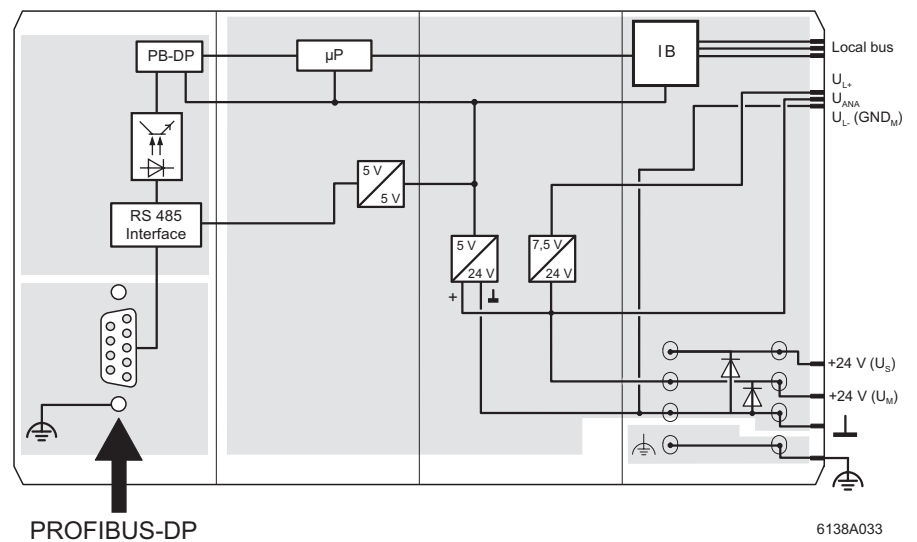 PB-DP
µP
IB
Local bus
U_L+
U_ANA
U_L- (GND_M)
5 V
5 V
RS 485
Interface
5 V
24 V
7,5 V
24 V
+
+24 V (U_S)
+24 V (U_M)
PROFIBUS-DP
6138A033